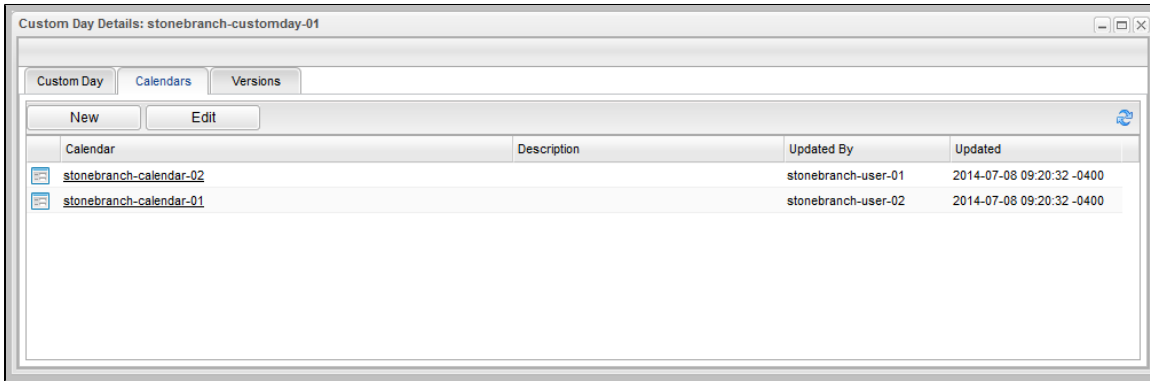 Custom Day Details: stonebranch-customday-01
Custom Day Calendars Versions
New Edit
Calendar Description Updated By Updated
stonebranch-calendar-02 stonebranch-user-01 2014-07-08 09:20:32 -0400
stonebranch-calendar-01 stonebranch-user-02 2014-07-08 09:20:32 -0400